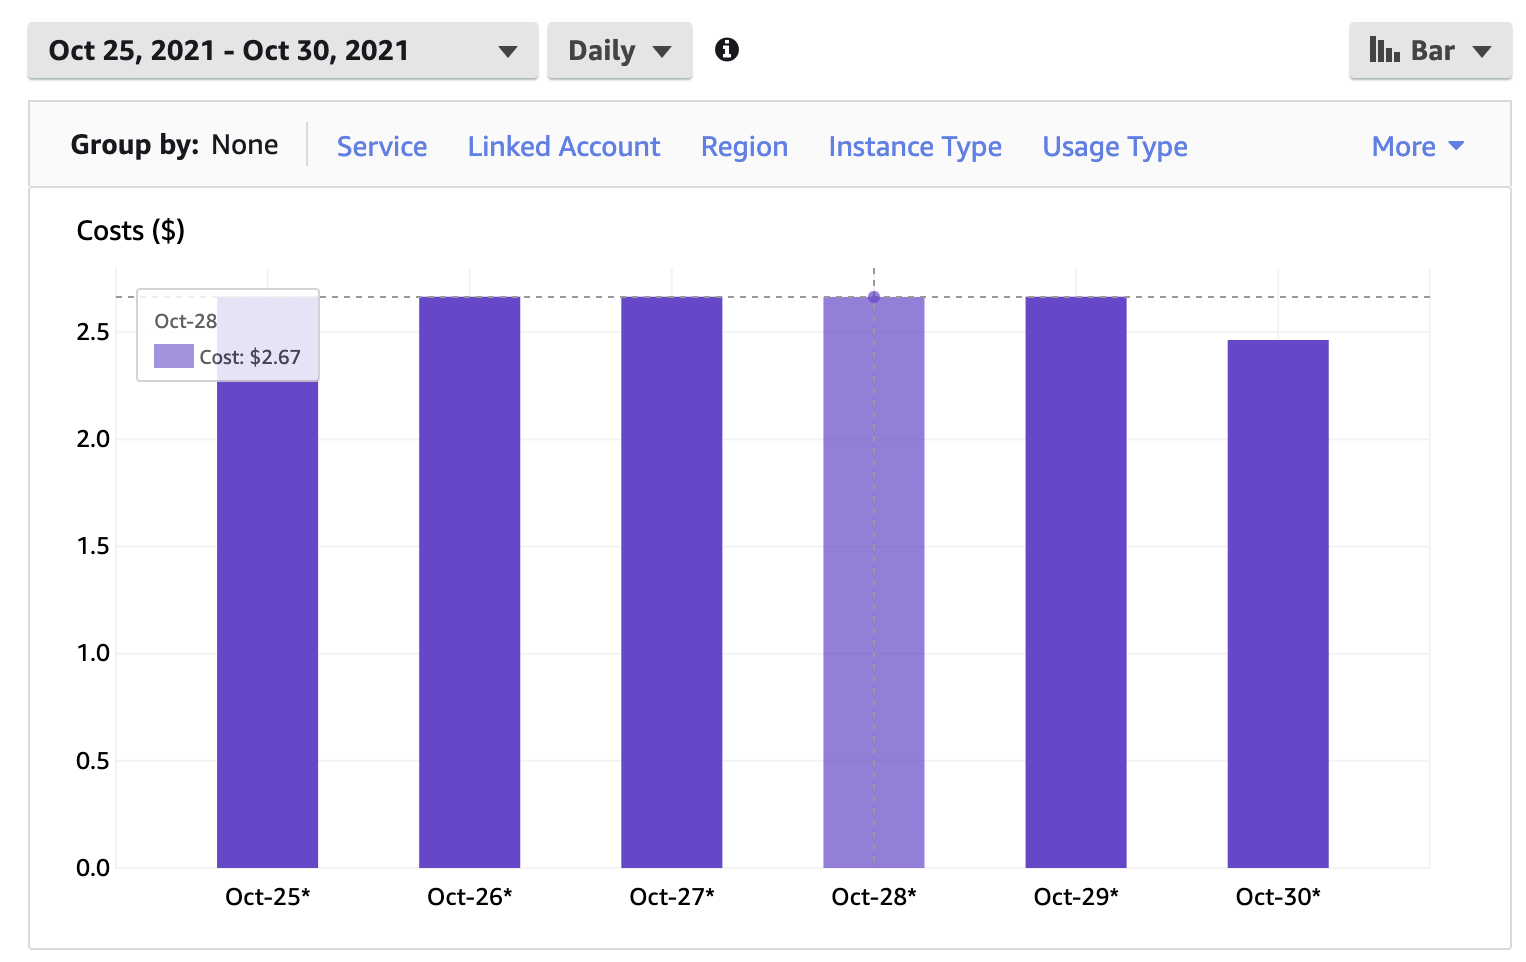 Oct 25, 2021 - Oct 30, 2021 Daily Bar
Group by: None Service Linked Account Region Instance Type Usage Type More
Costs ($)
Oct-28
Cost: $2.67
2.5
2.0
1.5
1.0
0.5
0.0
Oct-25* Oct-26* Oct-27* Oct-28* Oct-29* Oct-30*